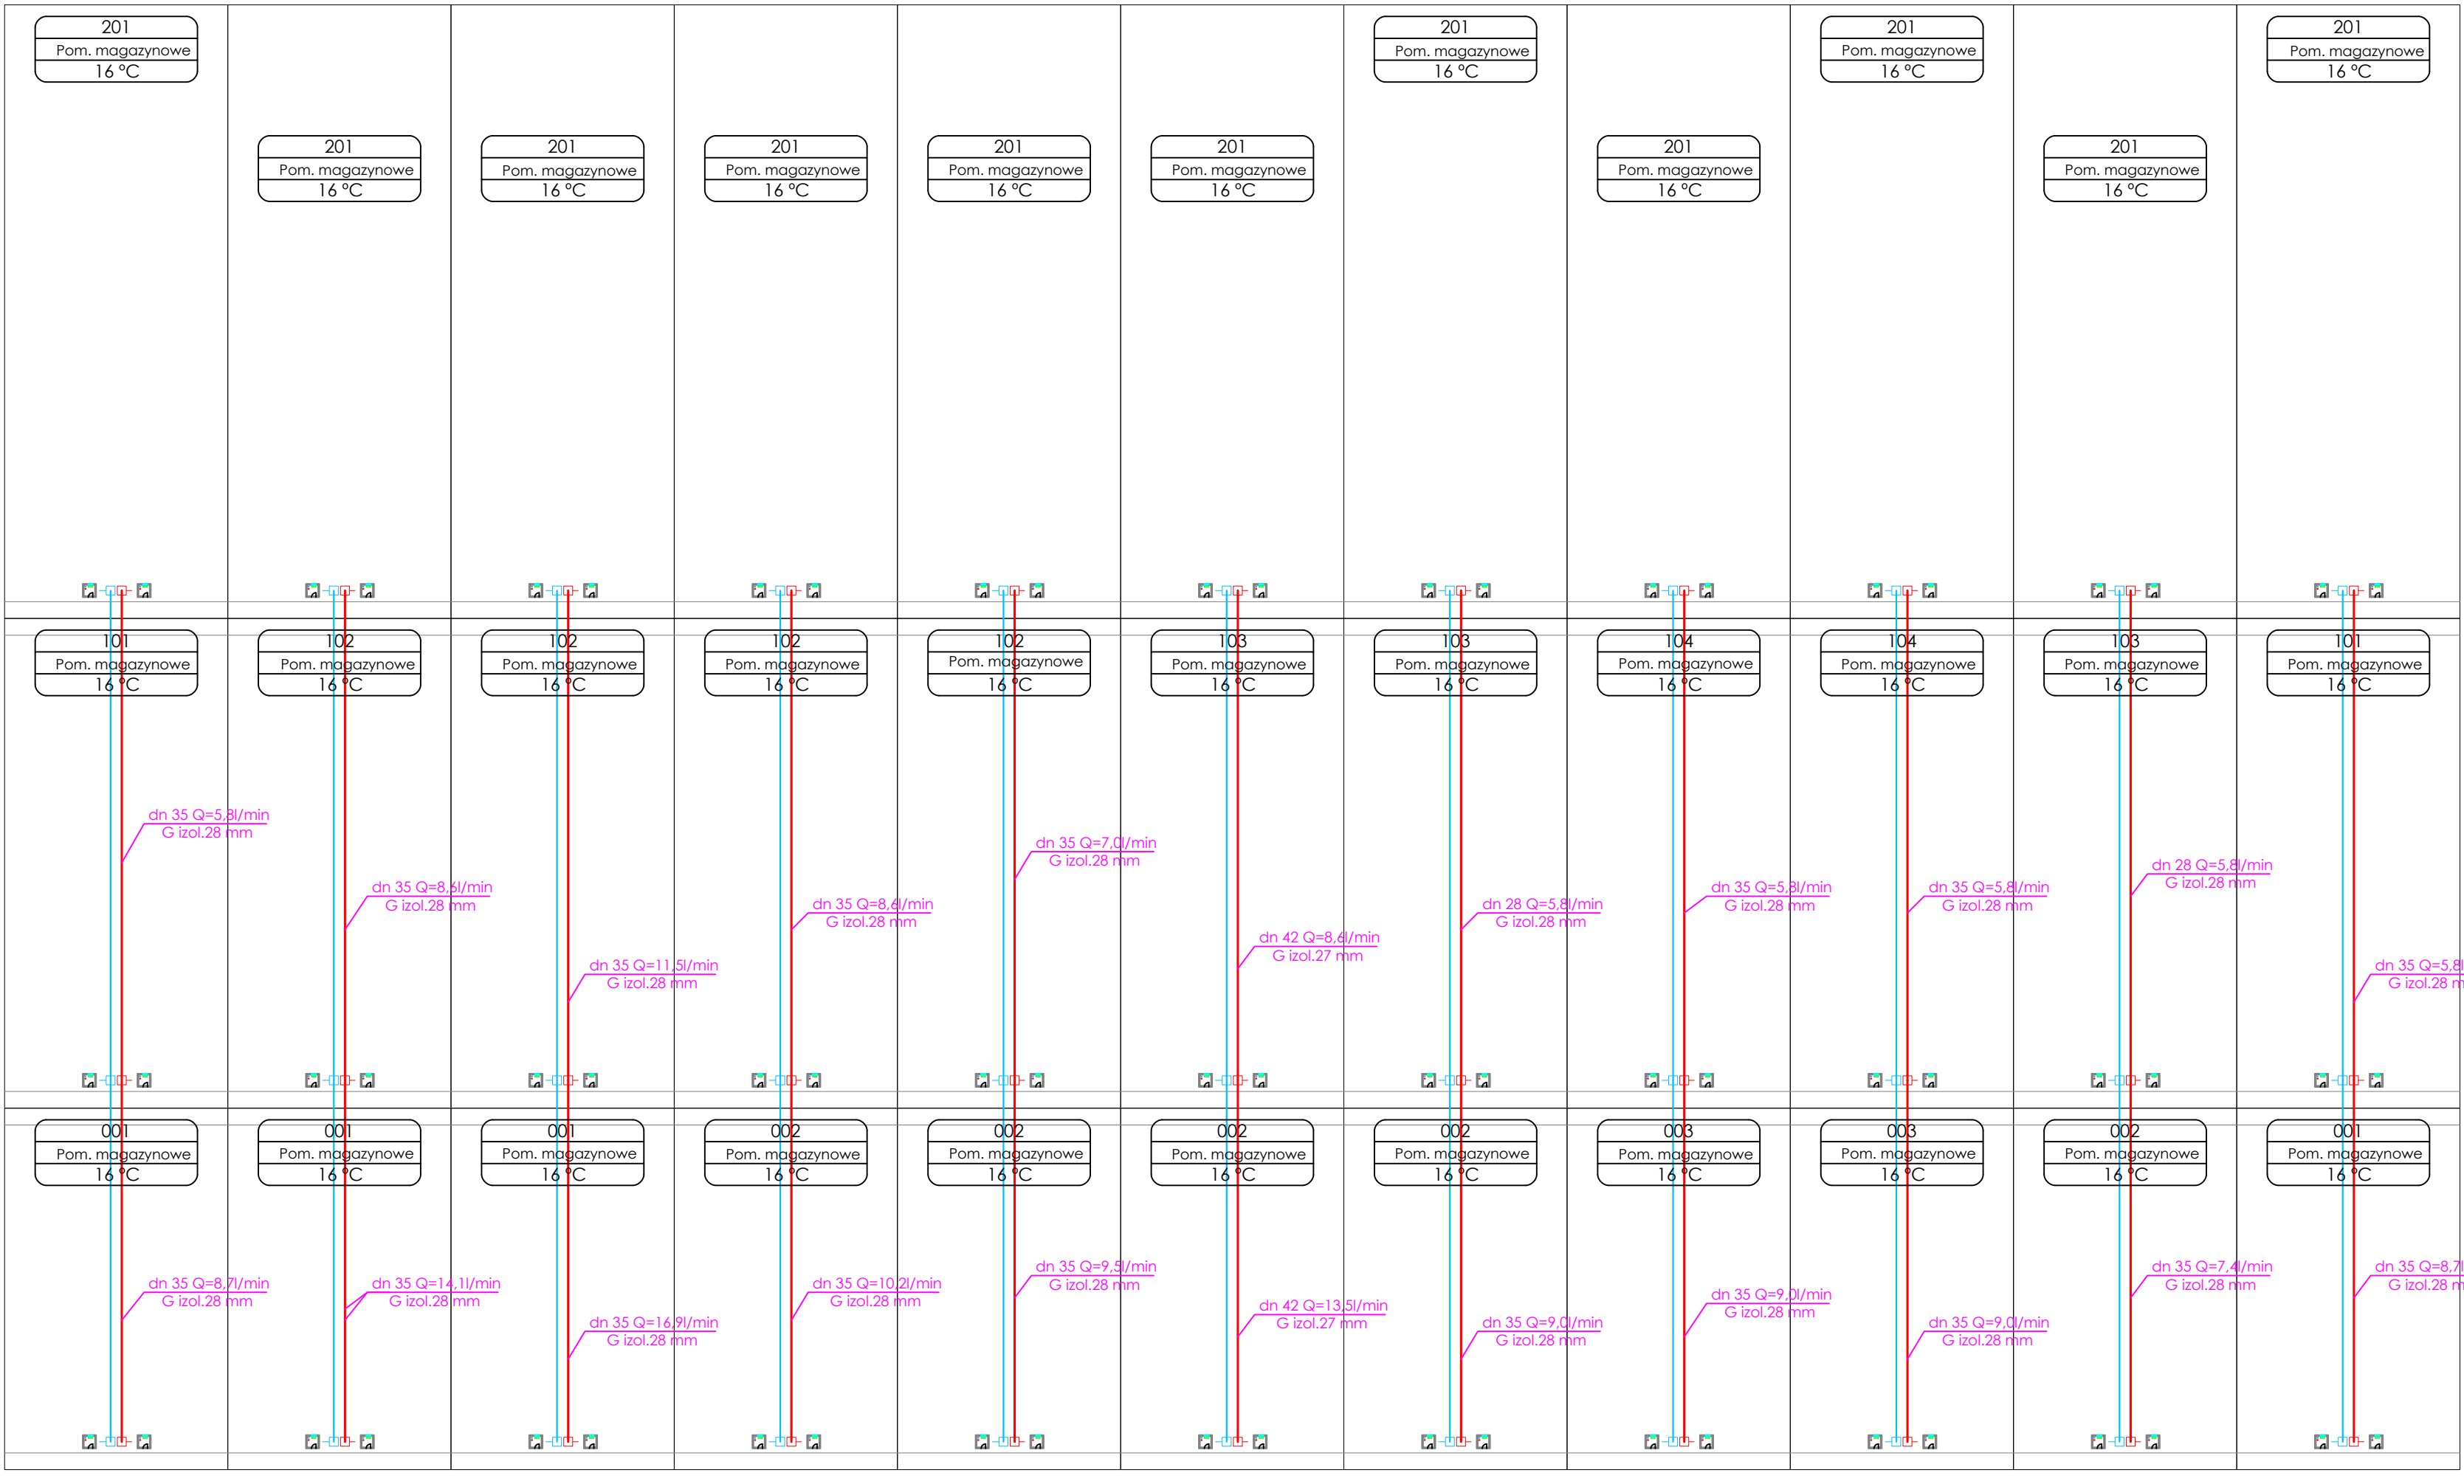 201
Pom. magazynowe
16 °C
201
Pom. magazynowe
16 °C
201
Pom. magazynowe
16 °C
201
Pom. magazynowe
16 °C
201
Pom. magazynowe
16 °C
201
Pom. magazynowe
16 °C
201
Pom. magazynowe
16 °C
201
Pom. magazynowe
16 °C
201
Pom. magazynowe
16 °C
201
Pom. magazynowe
16 °C
201
Pom. magazynowe
16 °C
101
Pom. magazynowe
16 °C
102
Pom. magazynowe
16 °C
102
Pom. magazynowe
16 °C
102
Pom. magazynowe
16 °C
102
Pom. magazynowe
16 °C
103
Pom. magazynowe
16 °C
103
Pom. magazynowe
16 °C
104
Pom. magazynowe
16 °C
104
Pom. magazynowe
16 °C
103
Pom. magazynowe
16 °C
101
Pom. magazynowe
16 °C
dn 35 Q=5,8l/min
G izol.28 mm
dn 35 Q=8,6l/min
G izol.28 mm
dn 35 Q=11,5l/min
G izol.28 mm
dn 35 Q=8,6l/min
G izol.28 mm
dn 35 Q=7,0l/min
G izol.28 mm
dn 42 Q=8,6l/min
G izol.27 mm
dn 28 Q=5,8l/min
G izol.28 mm
dn 35 Q=5,8l/min
G izol.28 mm
dn 35 Q=5,8l/min
G izol.28 mm
dn 28 Q=5,8l/min
G izol.28 mm
dn 35 Q=5,8l
G izol.28 m
001
Pom. magazynowe
16 °C
001
Pom. magazynowe
16 °C
001
Pom. magazynowe
16 °C
002
Pom. magazynowe
16 °C
002
Pom. magazynowe
16 °C
002
Pom. magazynowe
16 °C
002
Pom. magazynowe
16 °C
003
Pom. magazynowe
16 °C
003
Pom. magazynowe
16 °C
002
Pom. magazynowe
16 °C
001
Pom. magazynowe
16 °C
dn 35 Q=8,7l/min
G izol.28 mm
dn 35 Q=14,1l/min
G izol.28 mm
dn 35 Q=16,9l/min
G izol.28 mm
dn 35 Q=10,2l/min
G izol.28 mm
dn 35 Q=9,5l/min
G izol.28 mm
dn 42 Q=13,5l/min
G izol.27 mm
dn 35 Q=9,0l/min
G izol.28 mm
dn 35 Q=9,0l/min
G izol.28 mm
dn 35 Q=9,0l/min
G izol.28 mm
dn 35 Q=7,4l/min
G izol.28 mm
dn 35 Q=8,7l
G izol.28 m